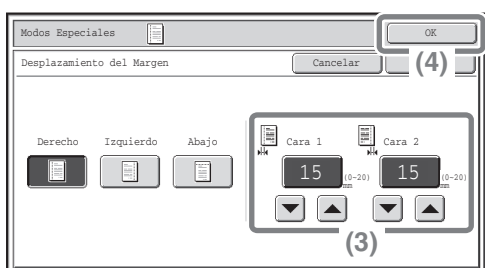 Modos Especiales
OK
Desplazamiento del Margen
Cancelar
(4)
Derecho
Izquierdo
Abajo
Cara 1
Cara 2
15
(0~20)
mm
15
(0~20)
mm
(3)